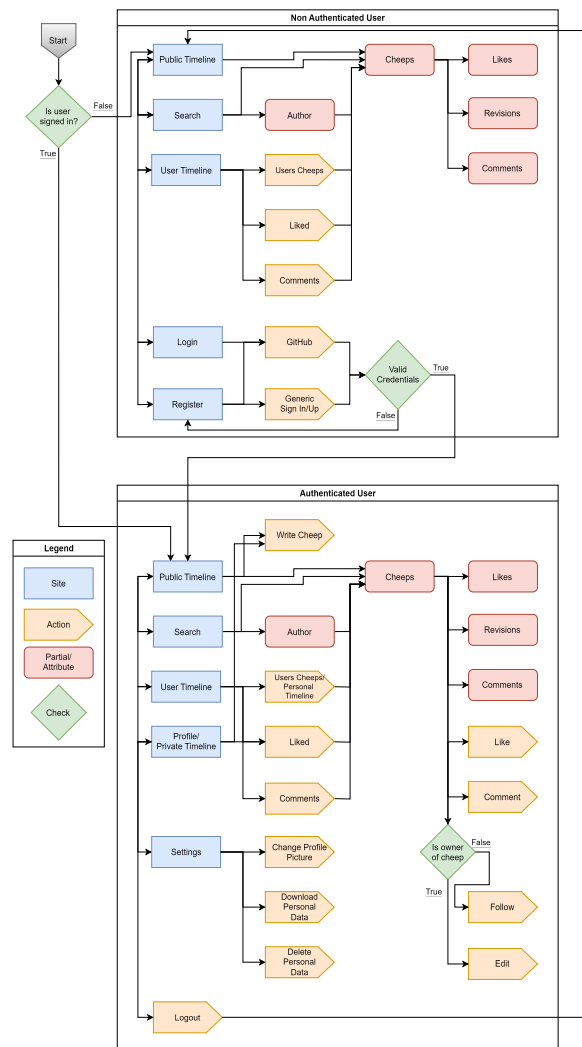 Non Authenticated User
Start
Public Timeline
Cheeps
Likes
Is user
signed in?
False
True
Search
Author
Revisions
User Timeline
Users Cheeps
Comments
Liked
Comments
Login
GitHub
Valid
Credentials
True
False
Register
Generic
Sign In/Up
Authenticated User
Write Cheep
Legend
Site
Action
Partial/
Attribute
Check
Public Timeline
Cheeps
Likes
Search
Author
Revisions
User Timeline
Users Cheeps/
Personal
Timeline
Comments
Profile/
Private Timeline
Liked
Like
Comments
Comment
Settings
Change Profile
Picture
Is owner
of cheep
False
True
Download
Personal
Data
Follow
Delete
Personal
Data
Edit
Logout